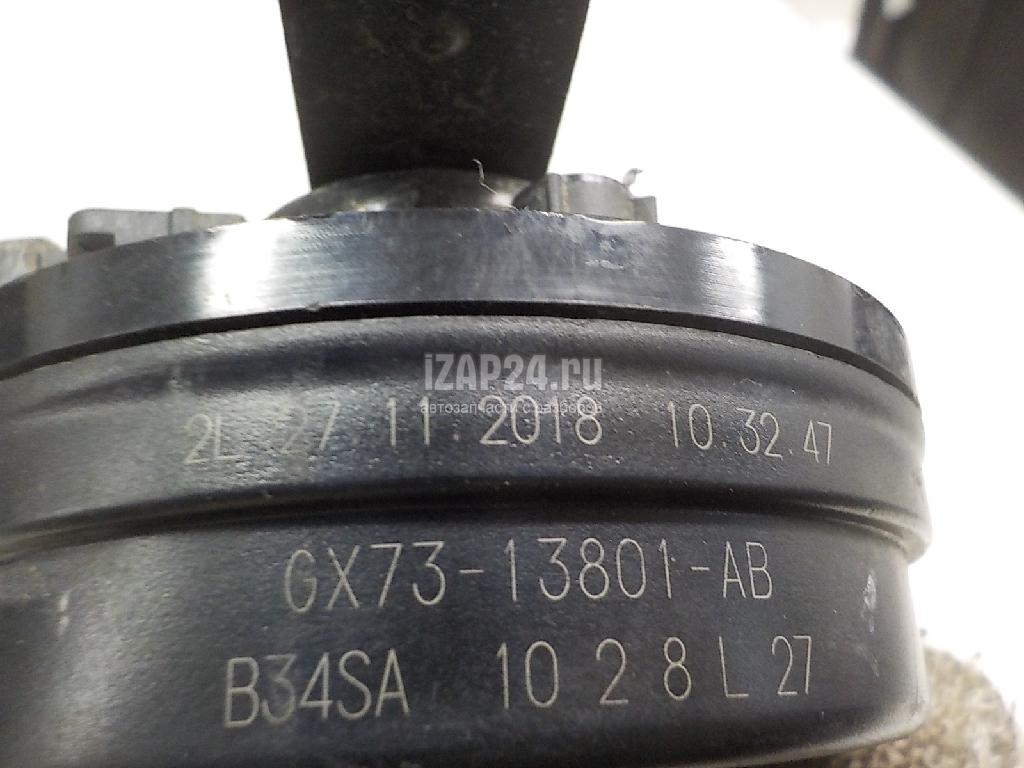 iZAP24.ru
автозапчасти с разборов
2L 27.11.2018 10.32.47
GX73-13801-AB
B34SA 10 2 8 L 27